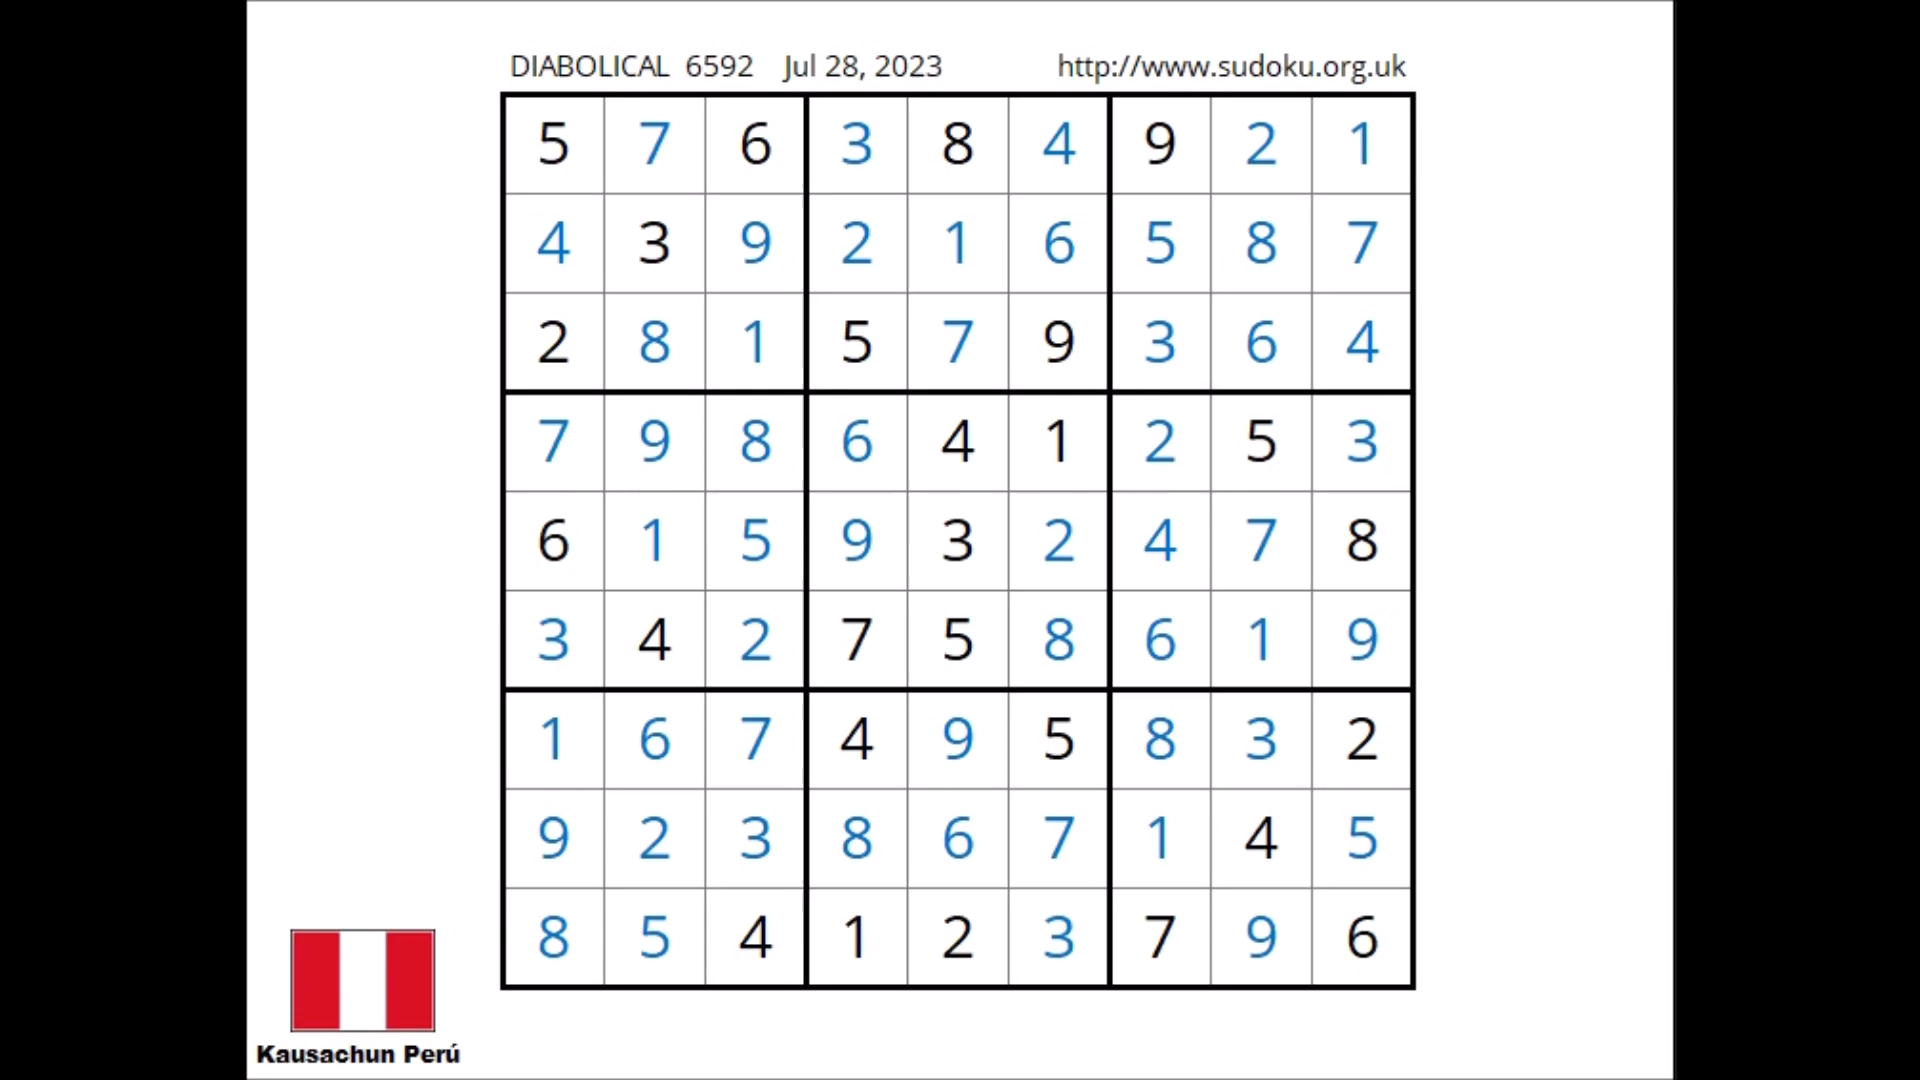 DIABOLICAL 6592 Jul 28, 2023 http://www.sudoku.org.uk
5 7 6 3 8 4 9 2 1
4 3 9 2 1 6 5 8 7
2 8 1 5 7 9 3 6 4
7 9 8 6 4 1 2 5 3
6 1 5 9 3 2 4 7 8
3 4 2 7 5 8 6 1 9
1 6 7 4 9 5 8 3 2
9 2 3 8 6 7 1 4 5
8 5 4 1 2 3 7 9 6
Kausachun Perú